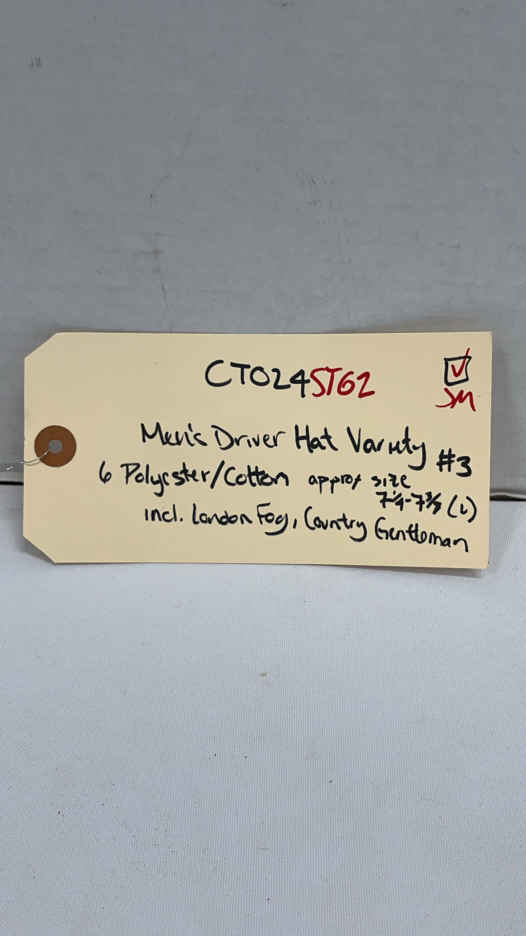 CT024ST62
JM
Men's Driver Hat Variety #3
6 Polyester/Cotton approx size
7¼-7⅜ (L)
incl. London Fog, Country Gentleman